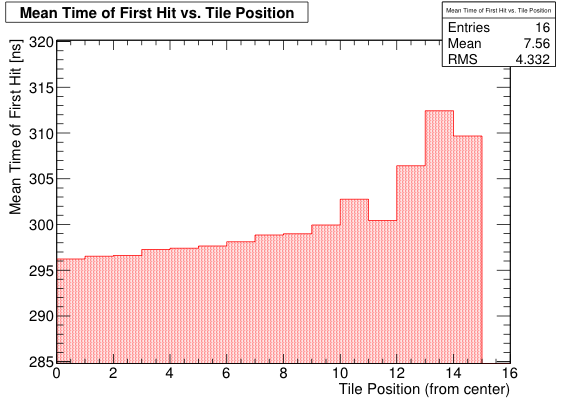 Mean Time of First Hit vs. Tile Position
Mean Time of First Hit vs. Tile Position
Entries 16
Mean 7.56
RMS 4.332
Mean Time of First Hit [ns]
320
315
310
305
300
295
290
285
0 2 4 6 8 10 12 14 16
Tile Position (from center)